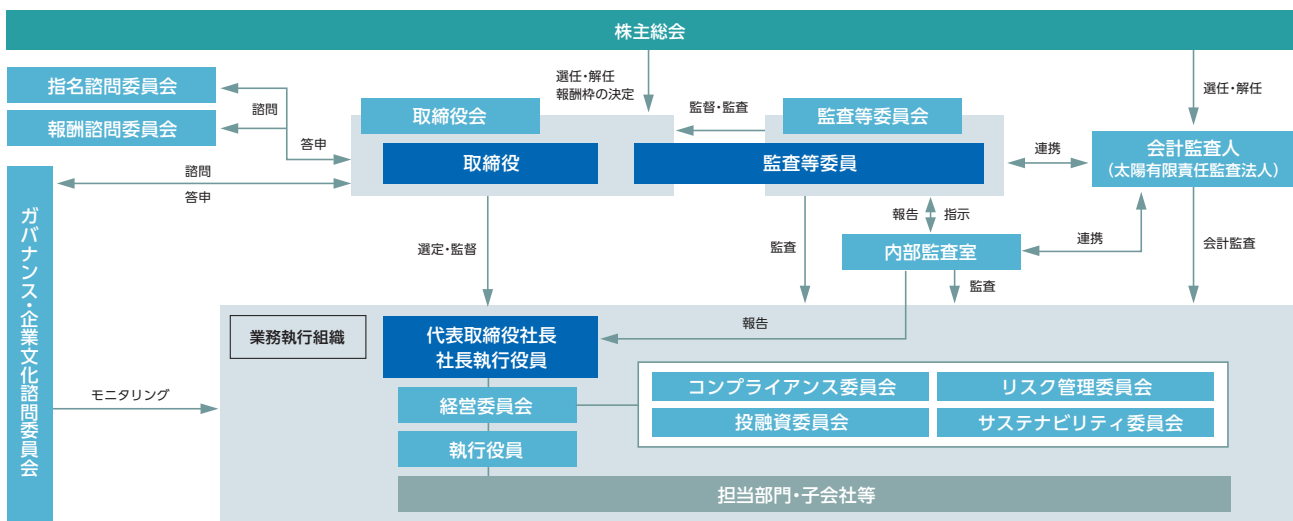 株主総会
選任・解任
報酬枠の決定
選任・解任
指名諮問委員会
報酬諮問委員会
諮問
答申
取締役会
取締役
監督・監査
監査等委員会
監査等委員
連携
会計監査人
（太陽有限責任監査法人）
諮問
答申
ガバナンス・企業文化諮問委員会
選定・監督
監査
報告
指示
内部監査室
連携
会計監査
監査
報告
業務執行組織
代表取締役社長
社長執行役員
モニタリング
経営委員会
執行役員
コンプライアンス委員会
リスク管理委員会
投融資委員会
サステナビリティ委員会
担当部門・子会社等